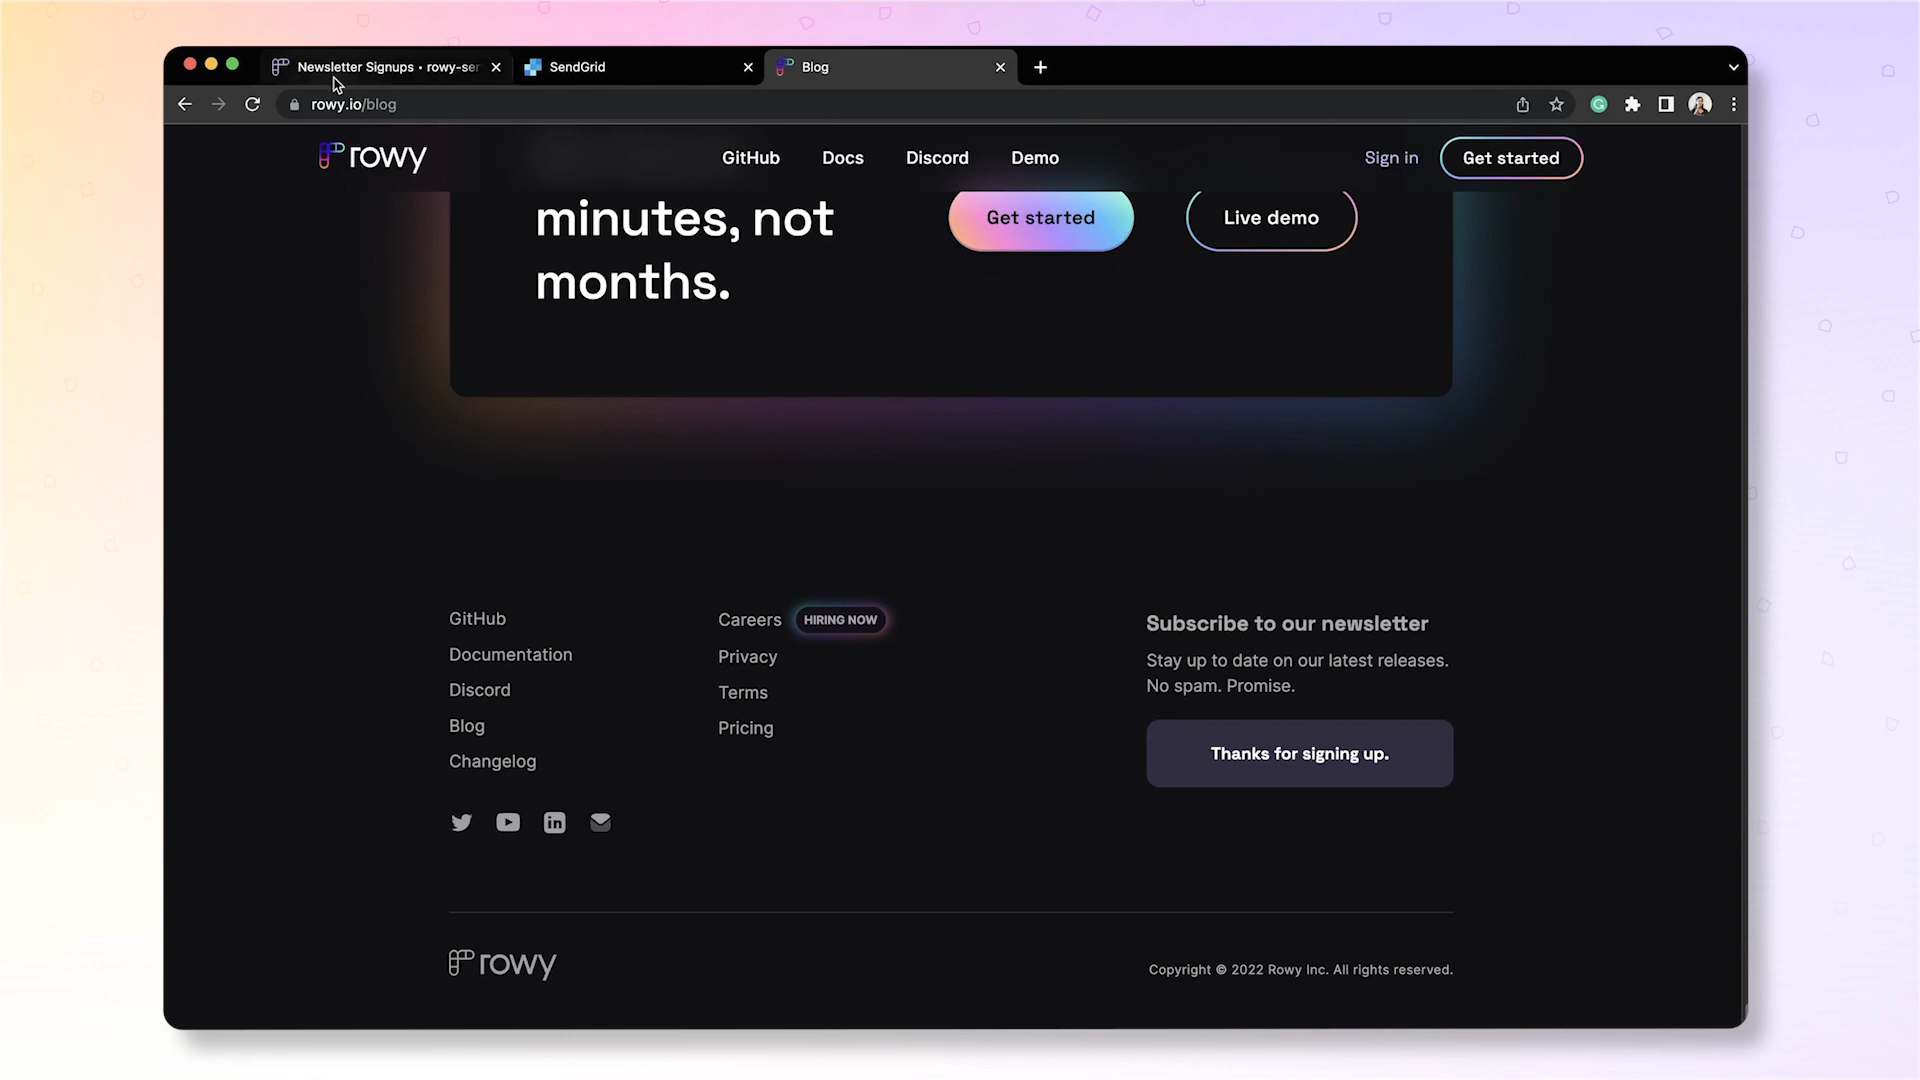 Newsletter Signups • rowy-ser
SendGrid
Blog
rowy.io/blog
rowy
GitHub
Docs
Discord
Demo
Sign in
Get started
minutes, not
months.
Get started
Live demo
GitHub
Documentation
Discord
Blog
Changelog
Careers
HIRING NOW
Privacy
Terms
Pricing
Subscribe to our newsletter
Stay up to date on our latest releases.
No spam. Promise.
Thanks for signing up.
in
rowy
Copyright © 2022 Rowy Inc. All rights reserved.